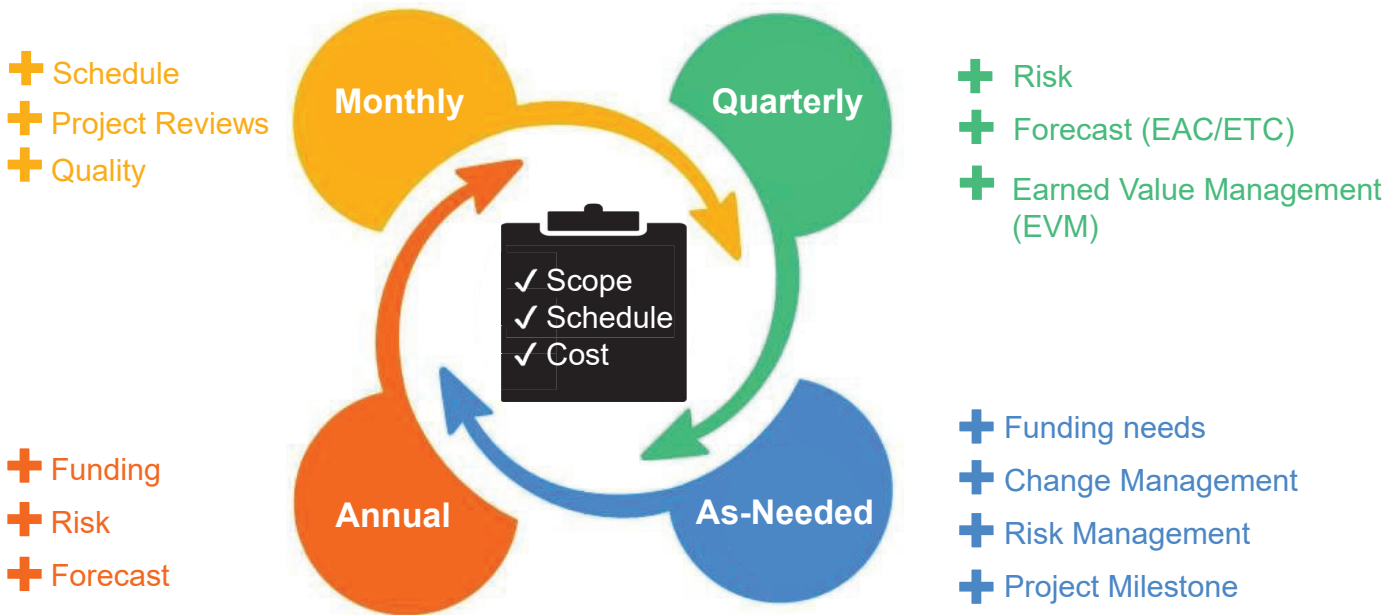 Monthly
Schedule
Project Reviews
Quality
Quarterly
Risk
Forecast (EAC/ETC)
Earned Value Management
(EVM)
✓ Scope
✓ Schedule
✓ Cost
Annual
Funding
Risk
Forecast
As-Needed
Funding needs
Change Management
Risk Management
Project Milestone